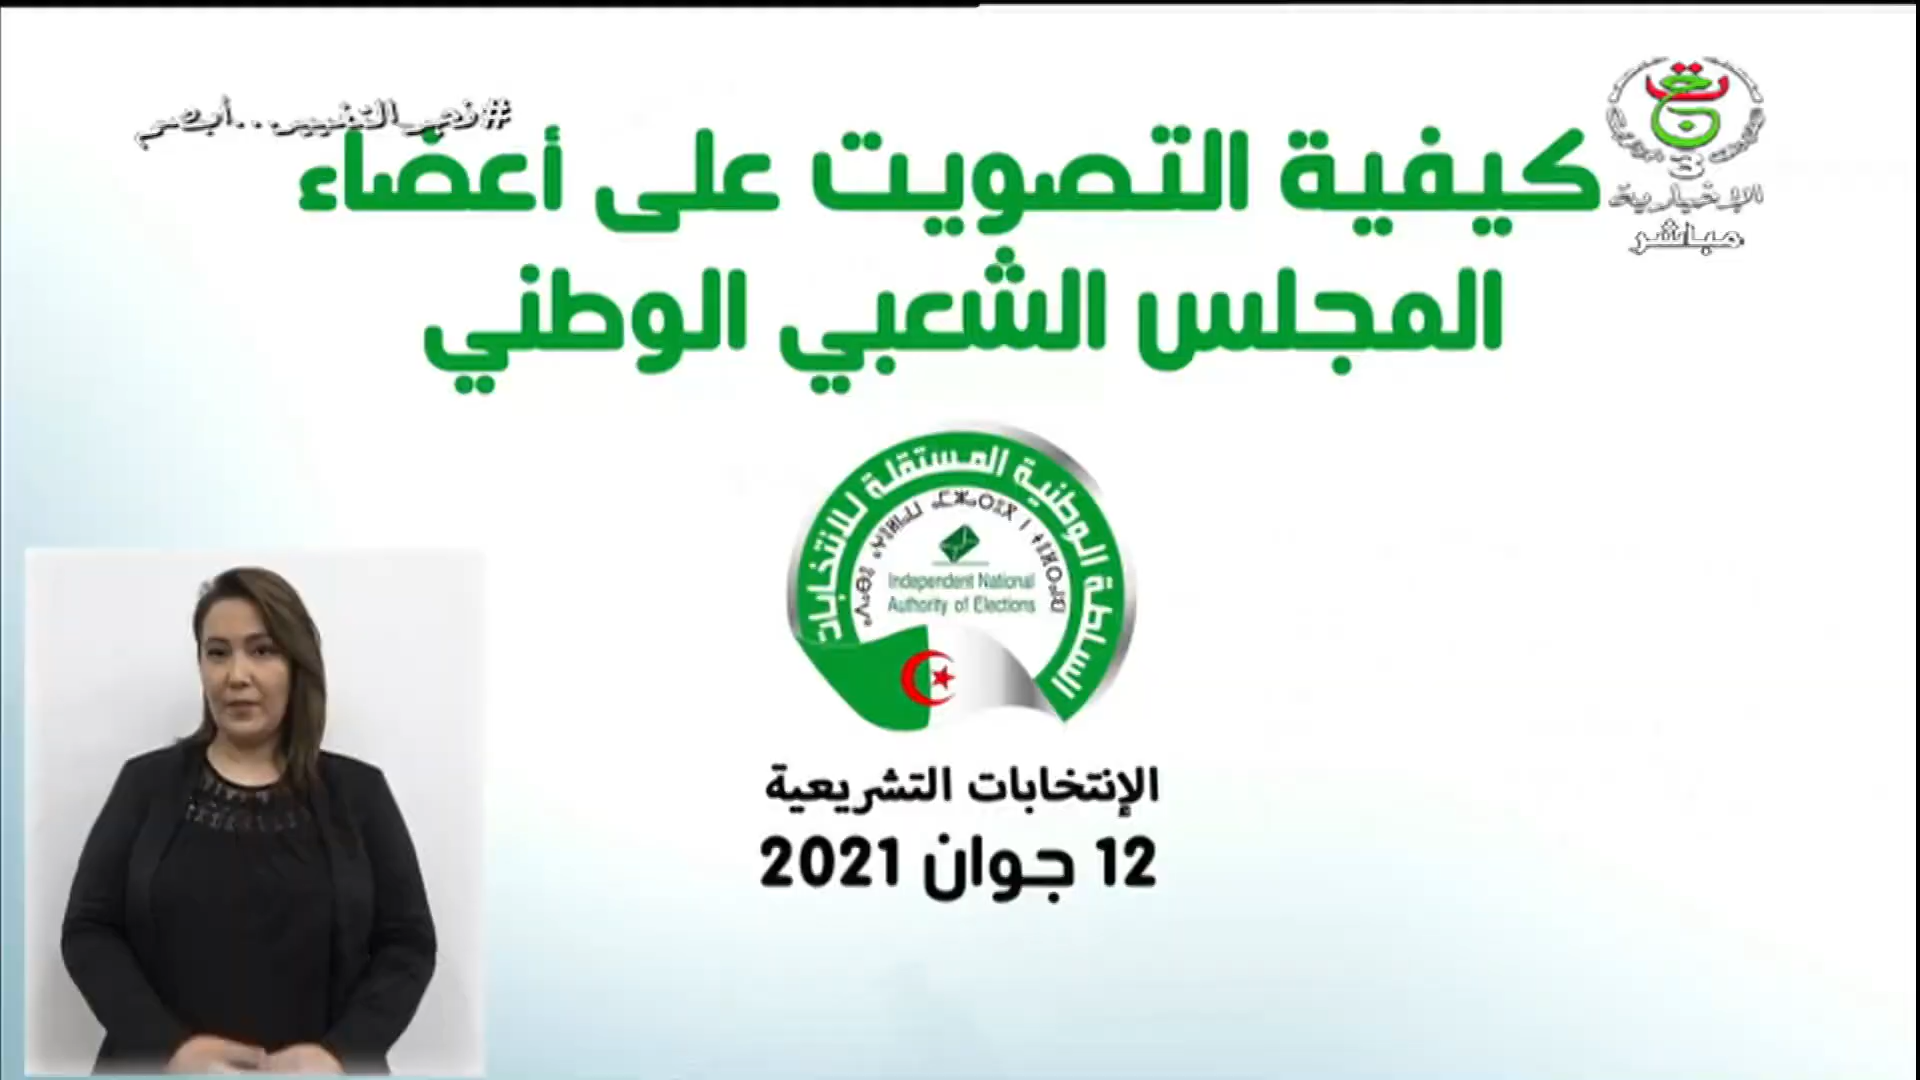 كيفية التصويت على أعضاء
المجلس الشعبي الوطني
الإخبارية
مباشر
السلطة الوطنية المستقلة للانتخابات
Independent National
Authority of Elections
الإنتخابات التشريعية
12 جوان 2021